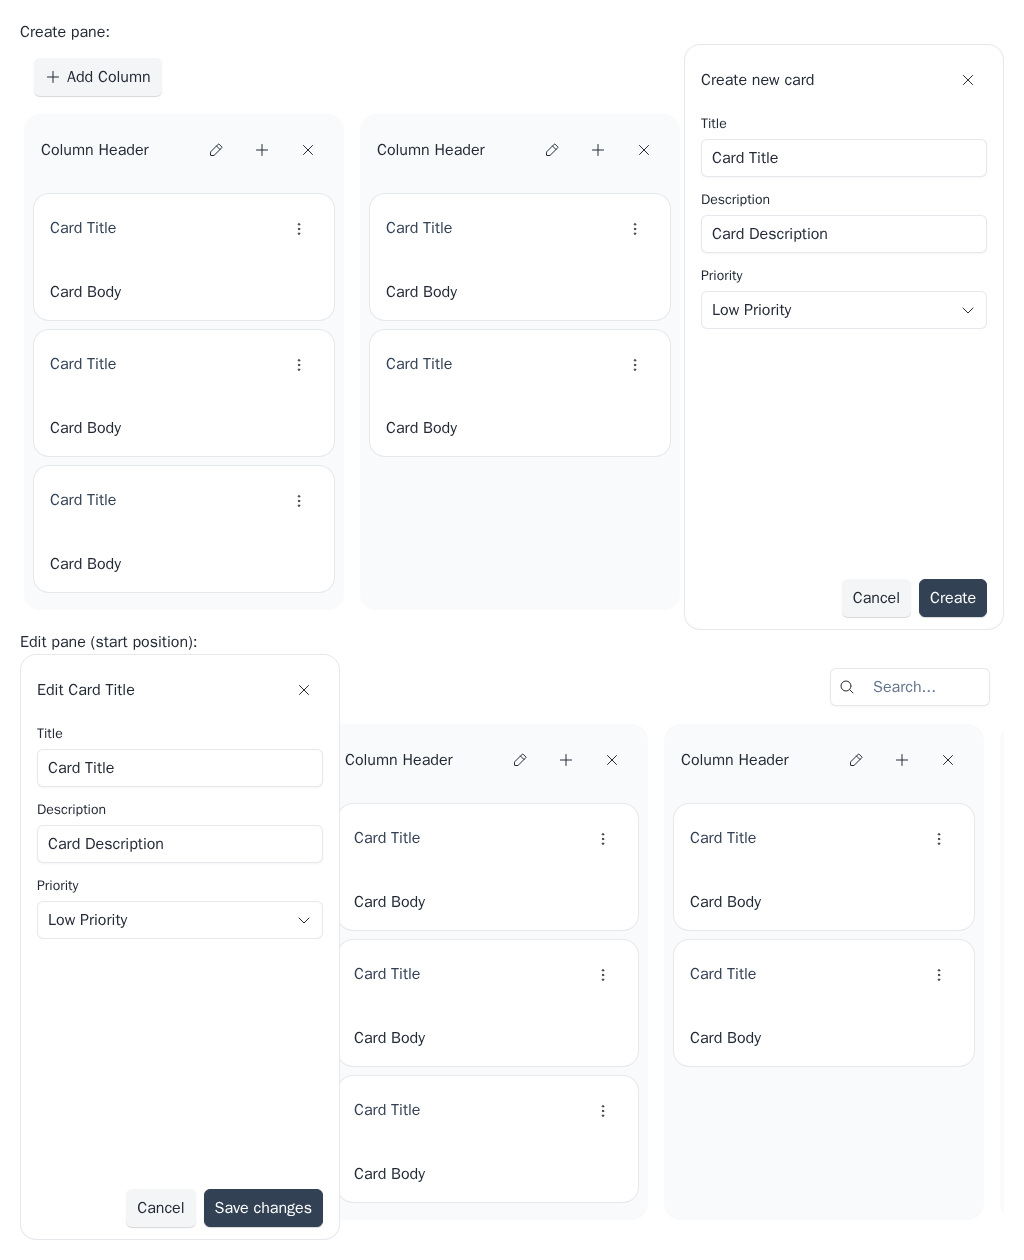 Create pane:
Add Column
Column Header
Card Title
Card Body
Card Title
Card Body
Card Title
Card Body
Column Header
Card Title
Card Body
Card Title
Card Body
Create new card
Title
Card Title
Description
Card Description
Priority
Low Priority
Cancel
Create
Edit pane (start position):
Edit Card Title
Title
Card Title
Description
Card Description
Priority
Low Priority
Cancel
Save changes
Search...
Column Header
Card Title
Card Body
Card Title
Card Body
Card Title
Card Body
Column Header
Card Title
Card Body
Card Title
Card Body